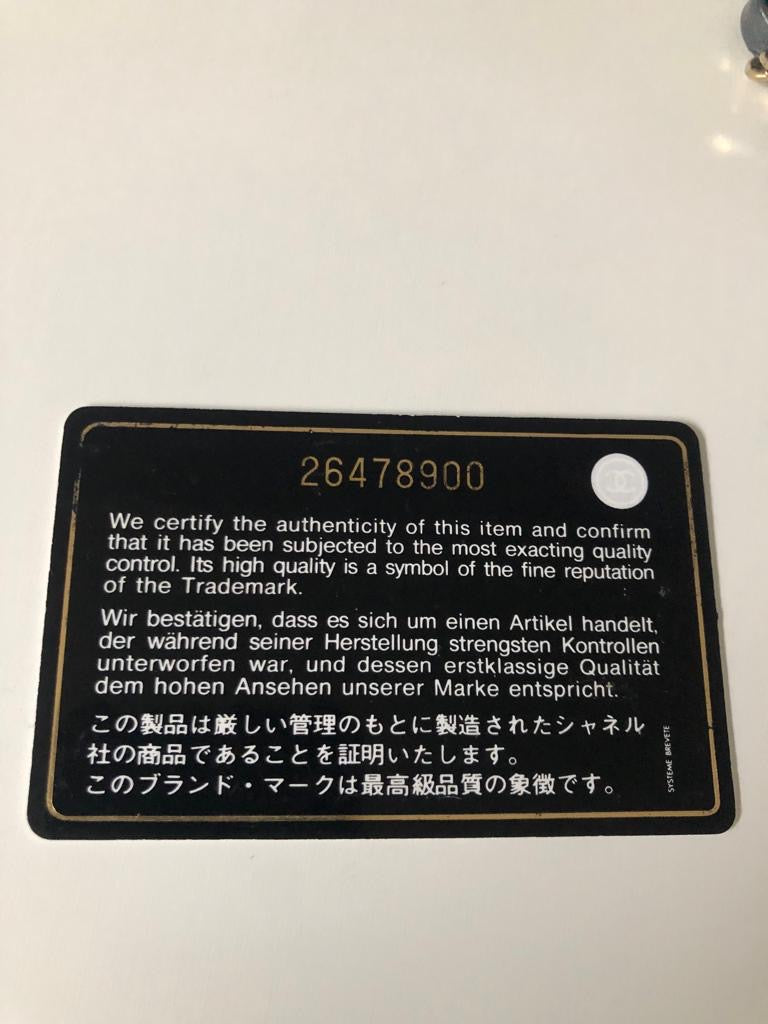 26478900
We certify the authenticity of this item and confirm
that it has been subjected to the most exacting quality
control. Its high quality is a symbol of the fine reputation
of the Trademark.
Wir bestätigen, dass es sich um einen Artikel handelt,
der während seiner Herstellung strengsten Kontrollen
unterworfen war, und dessen erstklassige Qualität
dem hohen Ansehen unserer Marke entspricht.
この製品は厳しい管理のもとに製造されたシャネル
社の商品であることを証明いたします。
このブランド・マークは最高級品質の象徴です。
SYSTEME BREVETE